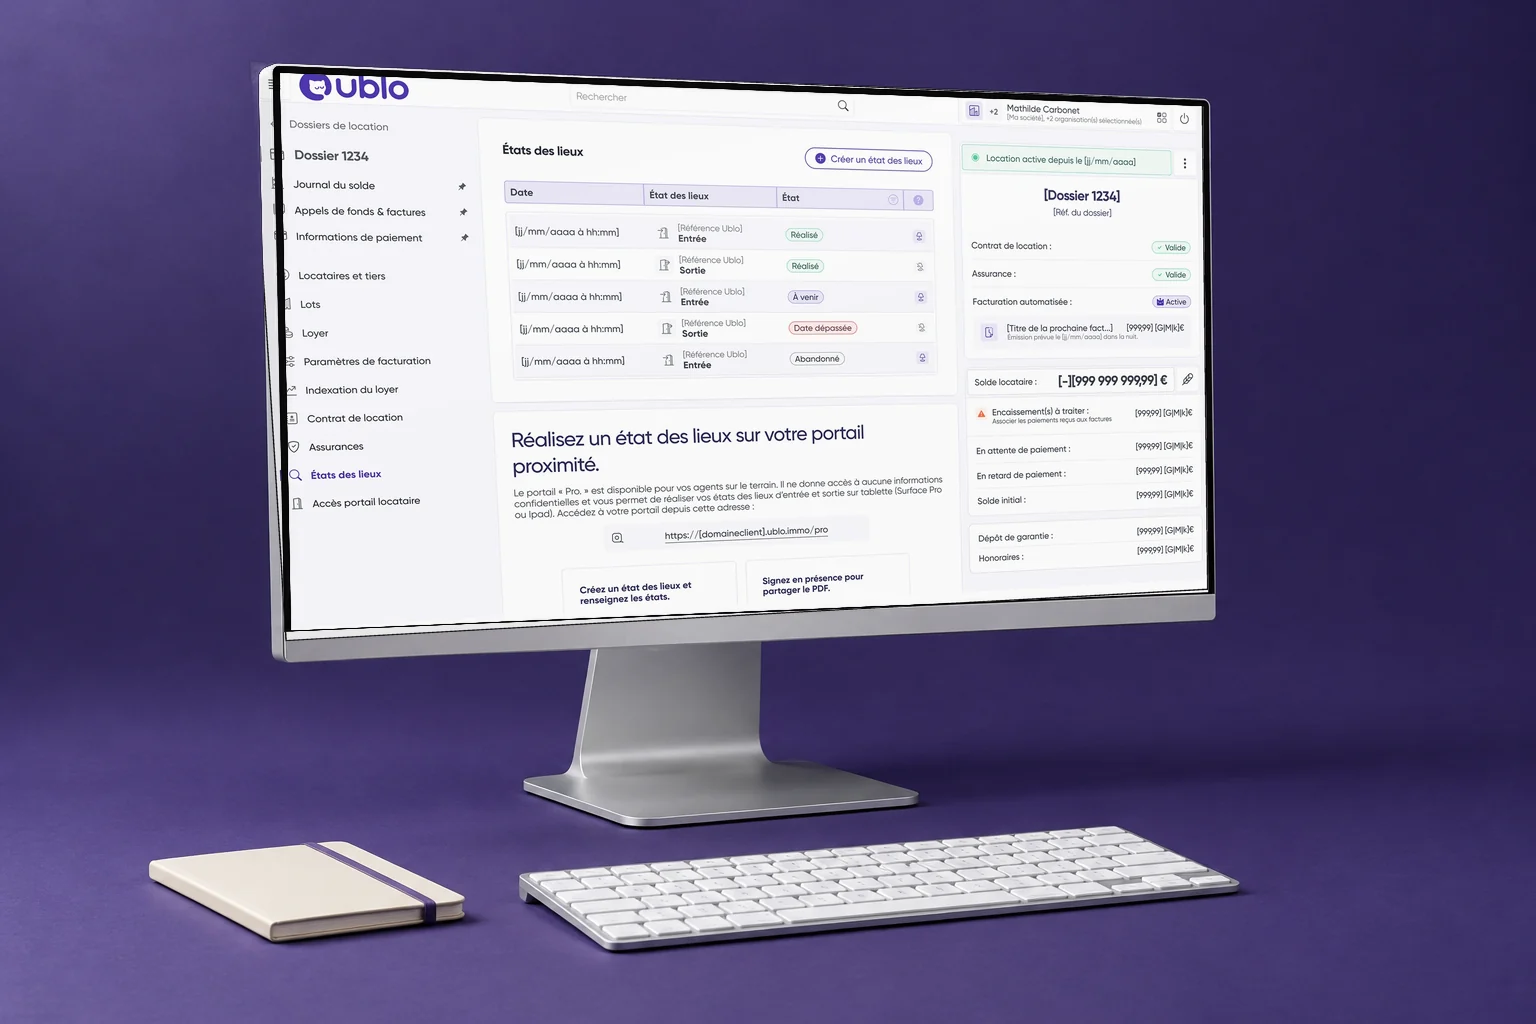 ublo
Rechercher
+2
Mathilde Carbonet
[Ma société], +2 organisation(s) sélectionnée(s)
Dossiers de location
Dossier 1234
Journal du solde
Appels de fonds & factures
Informations de paiement
Locataires et tiers
Lots
Loyer
Paramètres de facturation
Indexation du loyer
Contrat de location
Assurances
États des lieux
Accès portail locataire
États des lieux
Créer un état des lieux
Date État des lieux État
[jj/mm/aaaa à hh:mm] [Référence Ublo] Réalisé
Entrée
[jj/mm/aaaa à hh:mm] [Référence Ublo] Réalisé
Sortie
[jj/mm/aaaa à hh:mm] [Référence Ublo] À venir
Entrée
[jj/mm/aaaa à hh:mm] [Référence Ublo] Date dépassée
Sortie
[jj/mm/aaaa à hh:mm] [Référence Ublo] Abandonné
Entrée
Réalisez un état des lieux sur votre portail
proximité.
Le portail « Pro. » est disponible pour vos agents sur le terrain. Il ne donne accès à aucune informations
confidentielles et vous permet de réaliser vos états des lieux d'entrée et sortie sur tablette (Surface Pro
ou Ipad). Accédez à votre portail depuis cette adresse :
https://[domaineclient].ublo.immo/pro
Créez un état des lieux et
renseignez les états.
Signez en présence pour
partager le PDF.
Location active depuis le [jj/mm/aaaa]
[Dossier 1234]
[Réf. du dossier]
Contrat de location : Valide
Assurance : Valide
Facturation automatisée : Active
[Titre de la prochaine fact...] [999,99] [G|M|k]€
Emission prévue le [jj/mm/aaaa] dans la nuit.
Solde locataire : [-][999 999 999,99] €
Encaissement(s) à traiter : [999,99] [G|M|k]€
Associer les paiements reçus aux factures
En attente de paiement : [999,99] [G|M|k]€
En retard de paiement : [999,99] [G|M|k]€
Solde initial : [999,99] [G|M|k]€
Dépôt de garantie : [999,99] [G|M|k]€
Honoraires : [999,99] [G|M|k]€